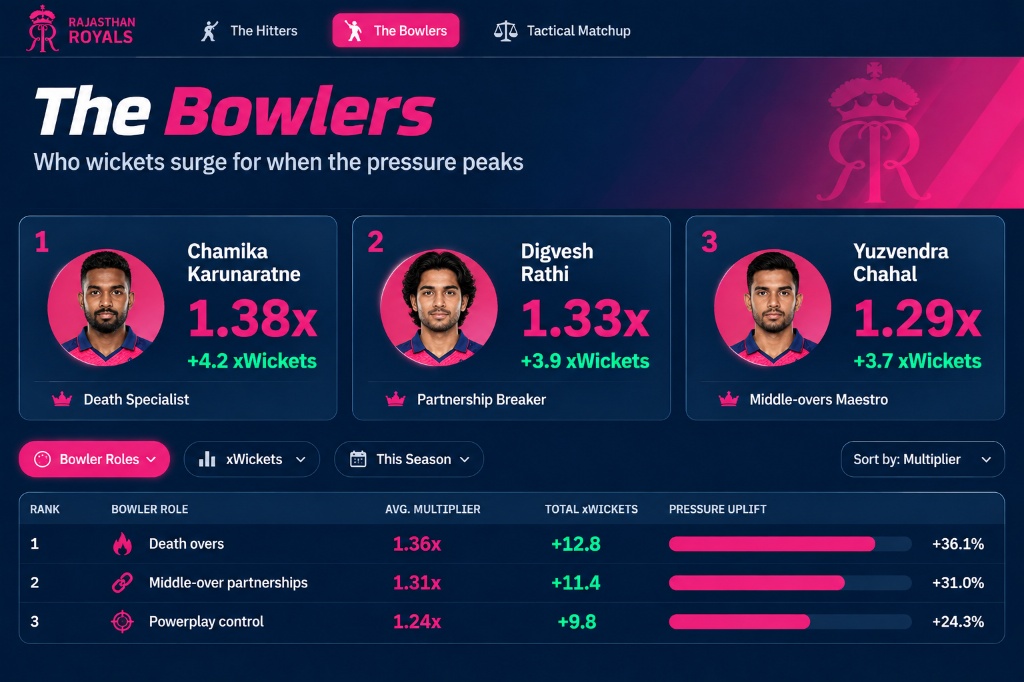 RAJASTHAN
ROYALS
The Hitters
The Bowlers
Tactical Matchup
The Bowlers
Who wickets surge for when the pressure peaks
1
Chamika
Karunaratne
1.38x
+4.2 xWickets
Death Specialist
2
Digvesh
Rathi
1.33x
+3.9 xWickets
Partnership Breaker
3
Yuzvendra
Chahal
1.29x
+3.7 xWickets
Middle-overs Maestro
Bowler Roles
xWickets
This Season
Sort by: Multiplier
RANK BOWLER ROLE AVG. MULTIPLIER TOTAL xWICKETS PRESSURE UPLIFT
1 Death overs 1.36x +12.8 +36.1%
2 Middle-over partnerships 1.31x +11.4 +31.0%
3 Powerplay control 1.24x +9.8 +24.3%